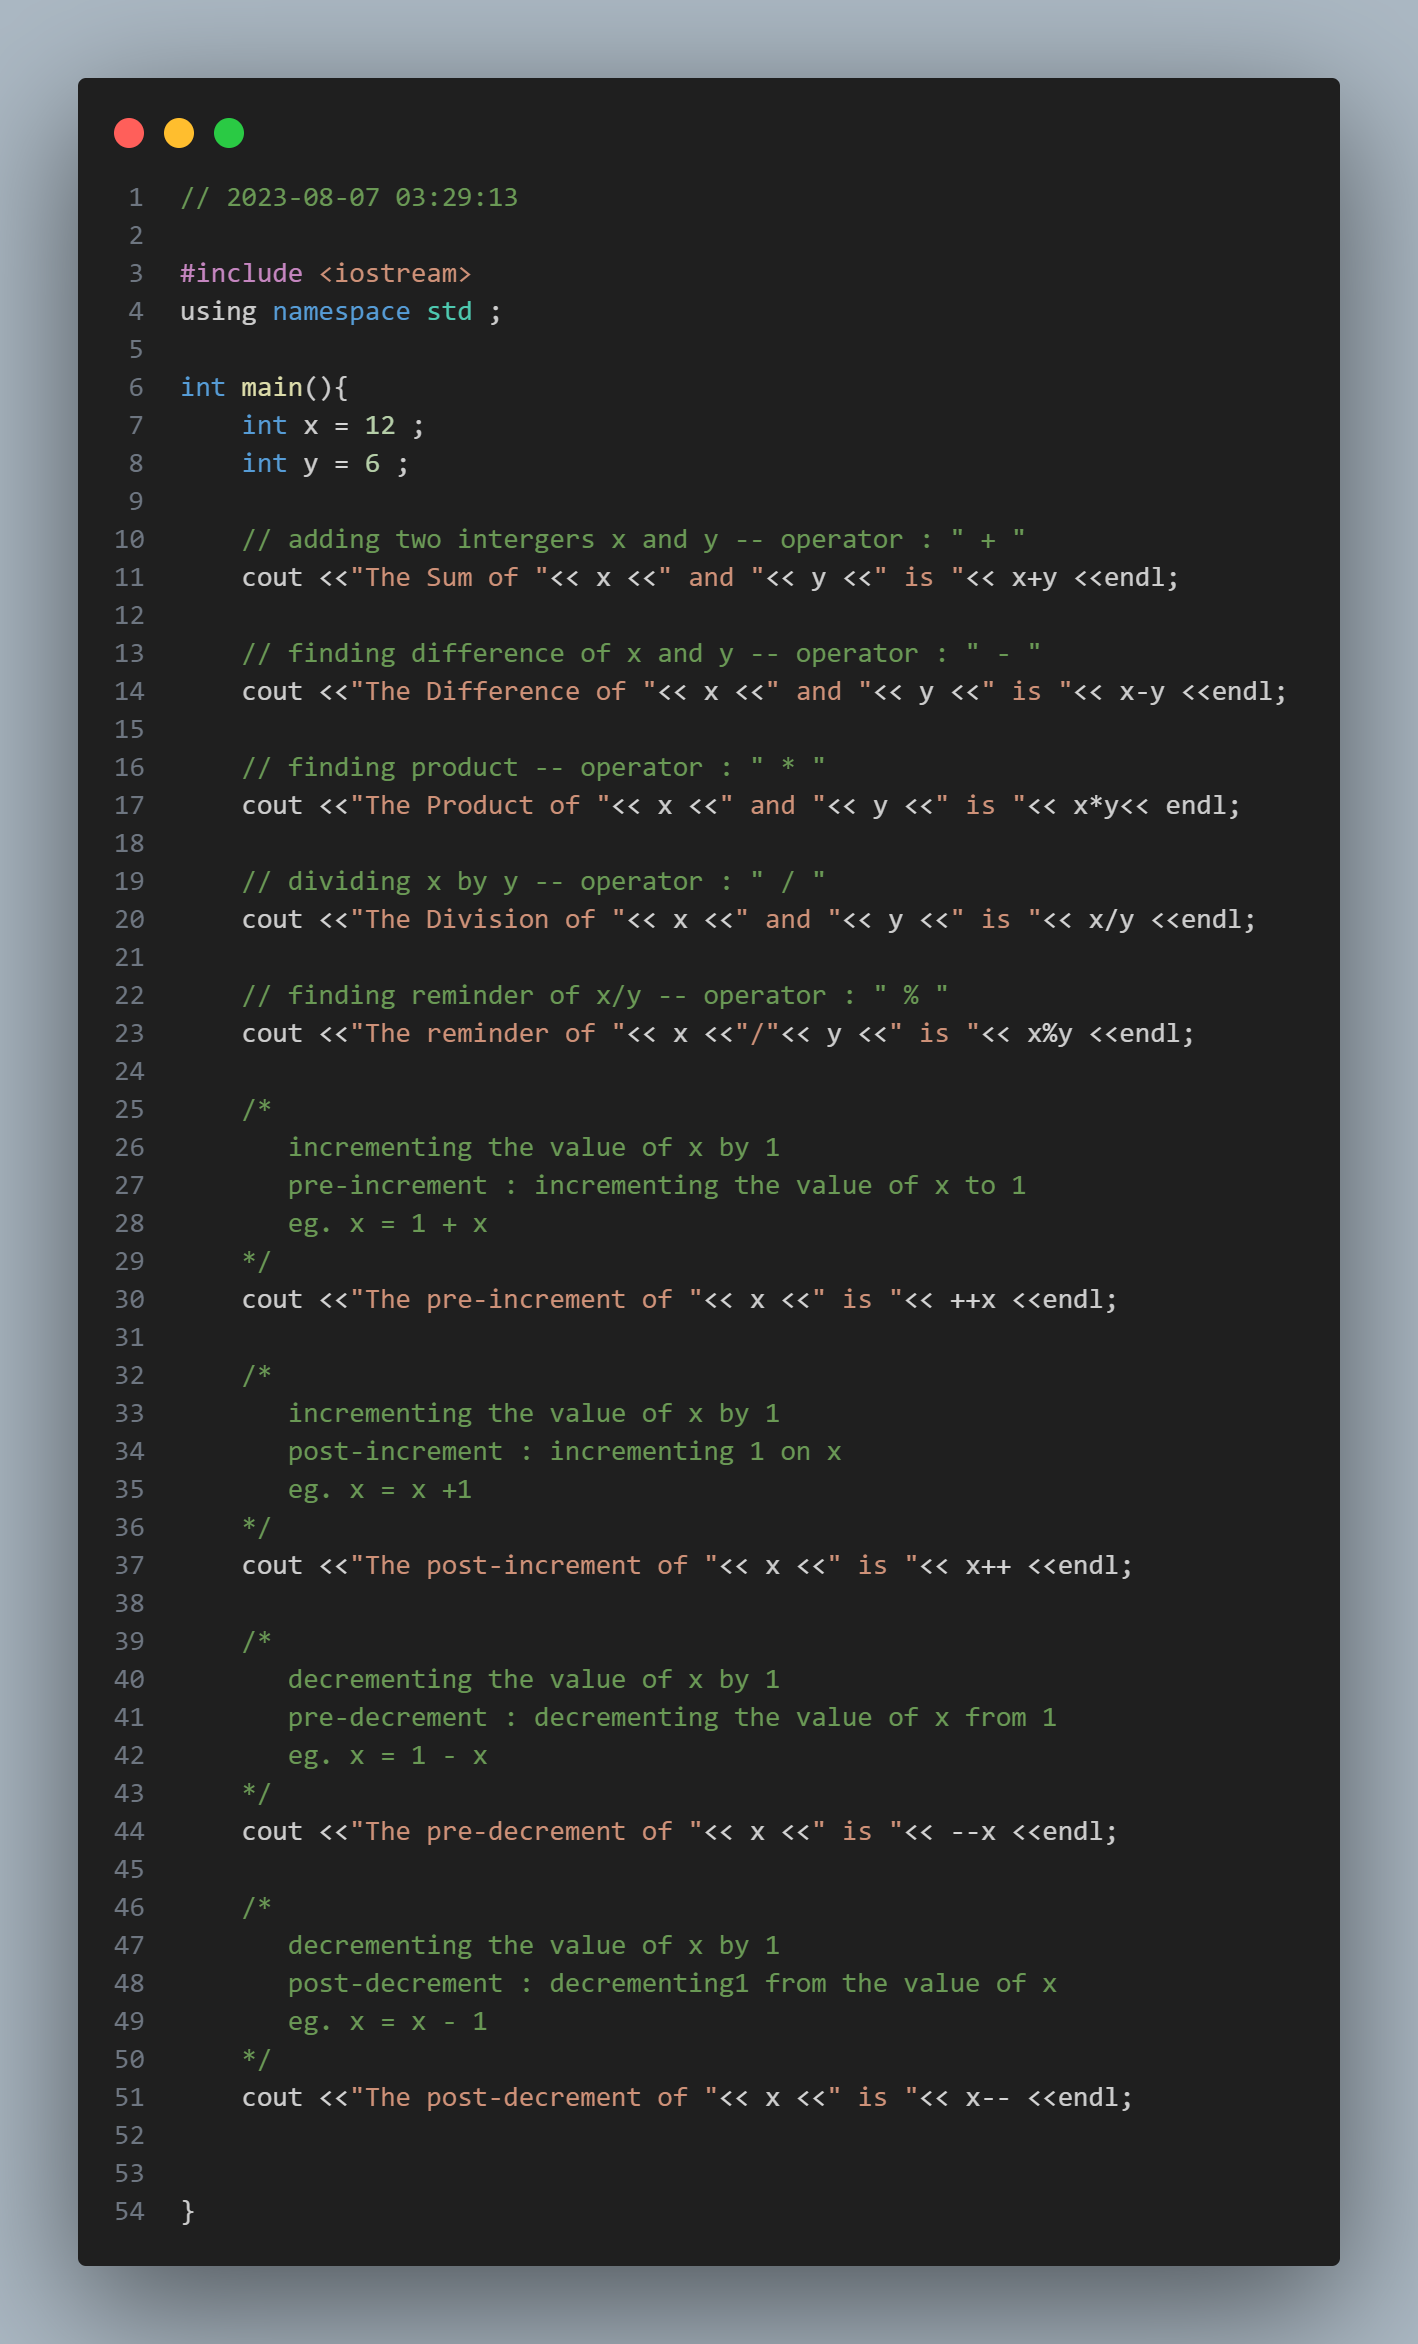 1 // 2023-08-07 03:29:13
2
3 #include <iostream>
4 using namespace std ;
5
6 int main(){
7     int x = 12 ;
8     int y = 6 ;
9
10     // adding two intergers x and y -- operator : " + "
11     cout <<"The Sum of "<< x <<" and "<< y <<" is "<< x+y <<endl;
12
13     // finding difference of x and y -- operator : " - "
14     cout <<"The Difference of "<< x <<" and "<< y <<" is "<< x-y <<endl;
15
16     // finding product -- operator : " * "
17     cout <<"The Product of "<< x <<" and "<< y <<" is "<< x*y<< endl;
18
19     // dividing x by y -- operator : " / "
20     cout <<"The Division of "<< x <<" and "<< y <<" is "<< x/y <<endl;
21
22     // finding reminder of x/y -- operator : " % "
23     cout <<"The reminder of "<< x <<"/"<< y <<" is "<< x%y <<endl;
24
25     /*
26        incrementing the value of x by 1
27        pre-increment : incrementing the value of x to 1
28        eg. x = 1 + x
29     */
30     cout <<"The pre-increment of "<< x <<" is "<< ++x <<endl;
31
32     /*
33        incrementing the value of x by 1
34        post-increment : incrementing 1 on x
35        eg. x = x +1
36     */
37     cout <<"The post-increment of "<< x <<" is "<< x++ <<endl;
38
39     /*
40        decrementing the value of x by 1
41        pre-decrement : decrementing the value of x from 1
42        eg. x = 1 - x
43     */
44     cout <<"The pre-decrement of "<< x <<" is "<< --x <<endl;
45
46     /*
47        decrementing the value of x by 1
48        post-decrement : decrementing1 from the value of x
49        eg. x = x - 1
50     */
51     cout <<"The post-decrement of "<< x <<" is "<< x-- <<endl;
52
53
54 }